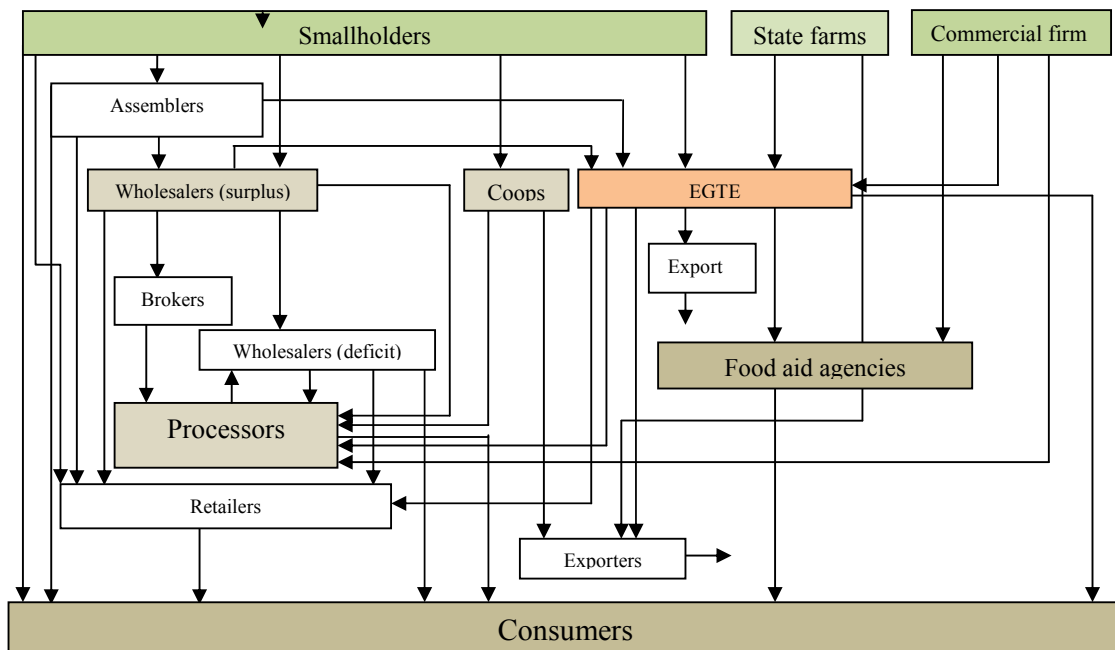 Smallholders
State farms
Commercial firm
Assemblers
Wholesalers (surplus)
Coops
EGTE
Export
Brokers
Wholesalers (deficit)
Food aid agencies
Processors
Retailers
Exporters
Consumers